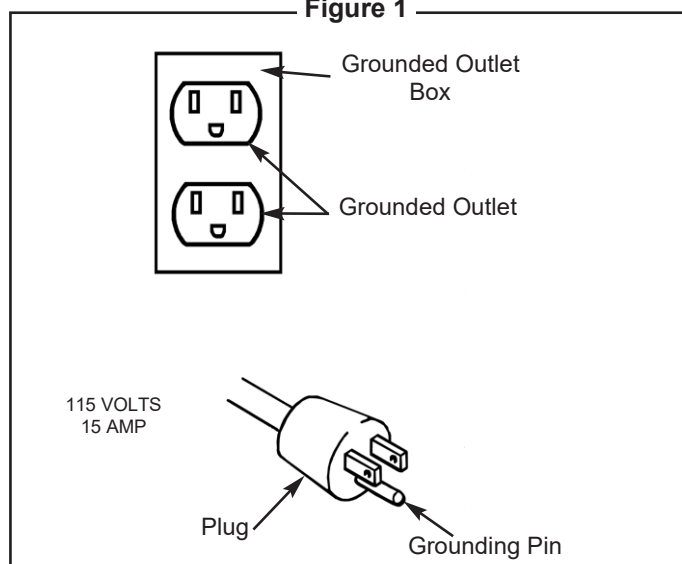 Figure 1
Grounded Outlet
Box
Grounded Outlet
115 VOLTS
15 AMP
Plug
Grounding Pin